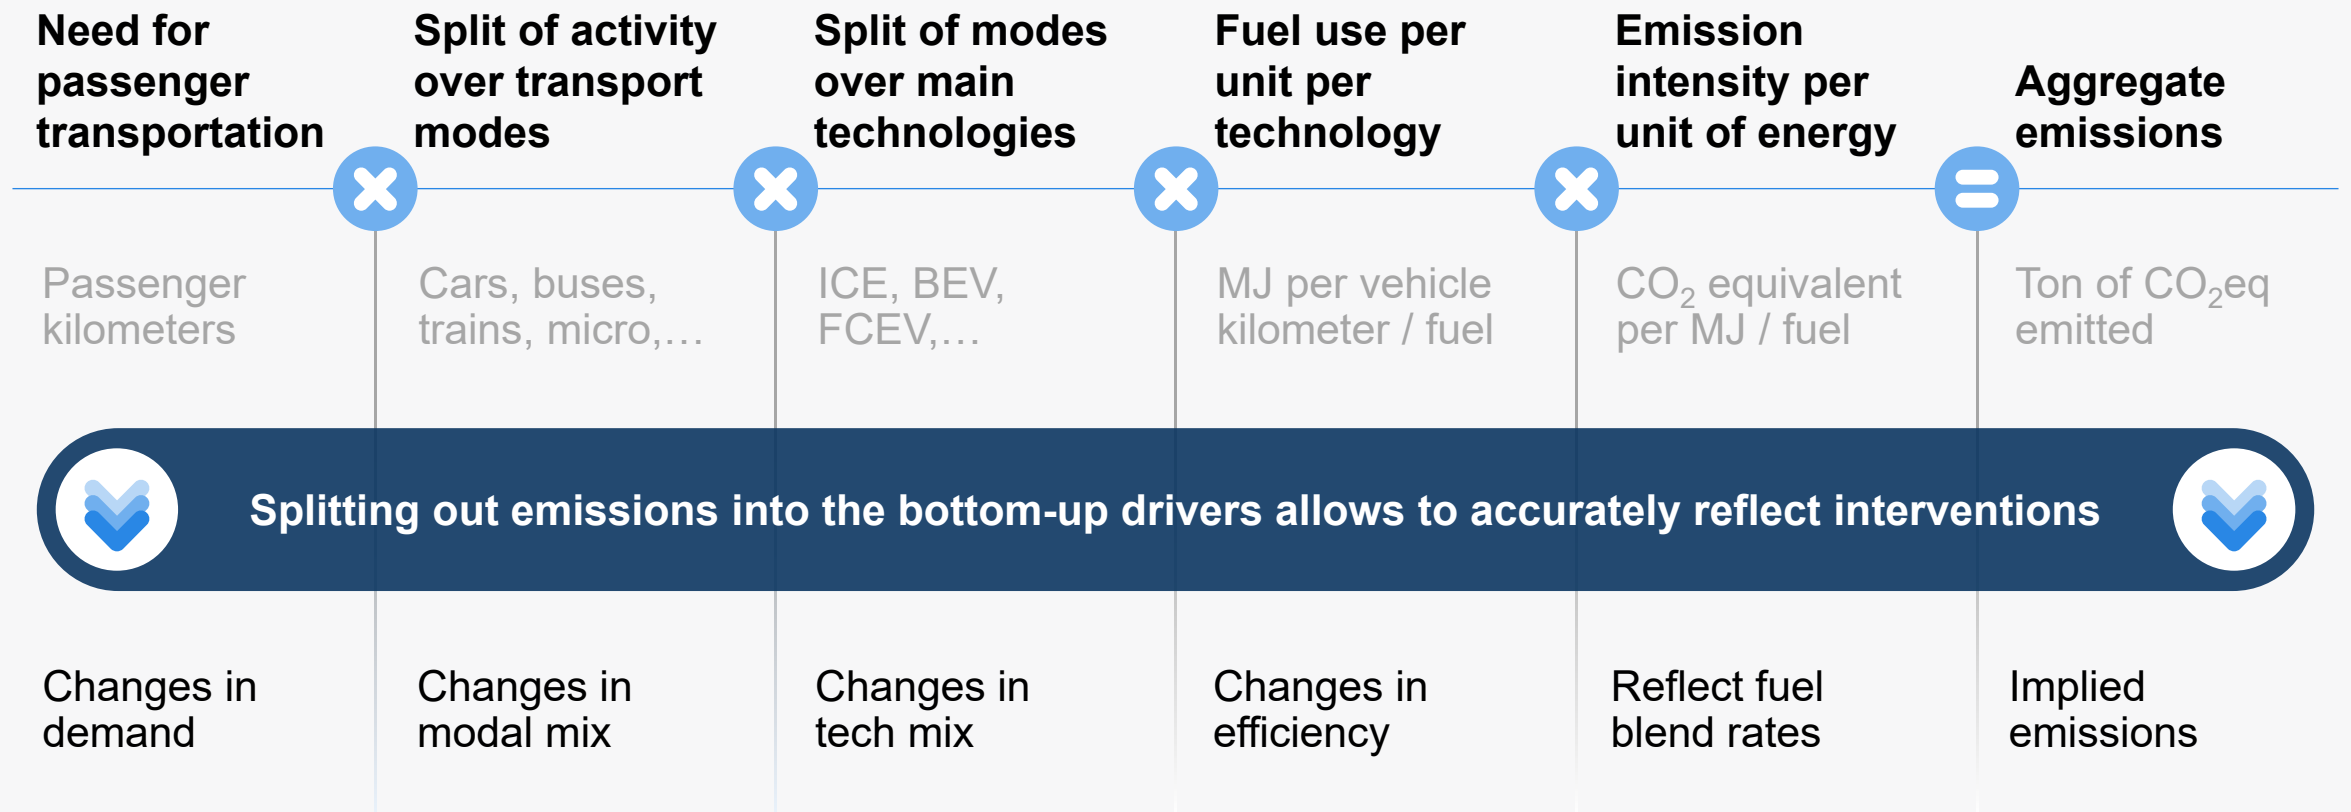 Need for
passenger
transportation
Split of activity
over transport
modes
Split of modes
over main
technologies
Fuel use per
unit per
technology
Emission
intensity per
unit of energy
Aggregate
emissions
Passenger
kilometers
Cars, buses,
trains, micro,…
ICE, BEV,
FCEV,…
MJ per vehicle
kilometer / fuel
CO₂ equivalent
per MJ / fuel
Ton of CO₂eq
emitted
Splitting out emissions into the bottom-up drivers allows to accurately reflect interventions
Changes in
demand
Changes in
modal mix
Changes in
tech mix
Changes in
efficiency
Reflect fuel
blend rates
Implied
emissions